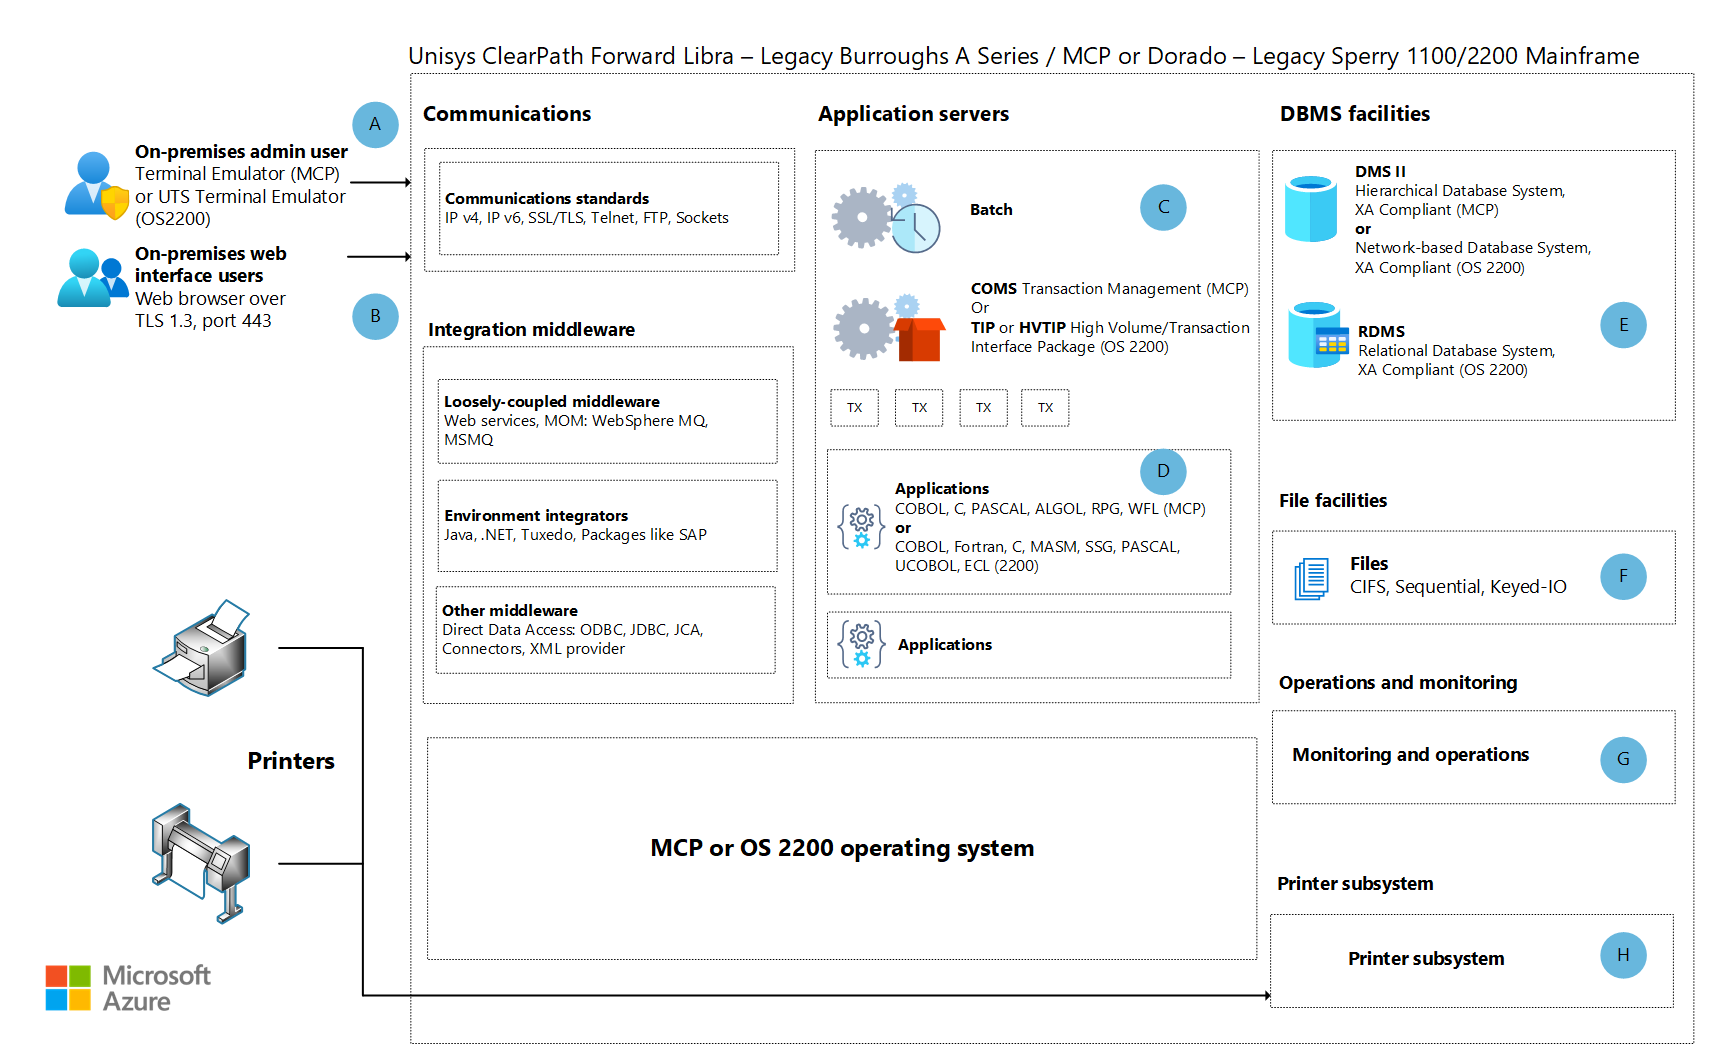 Unisys ClearPath Forward Libra – Legacy Burroughs A Series / MCP or Dorado – Legacy Sperry 1100/2200 Mainframe
A
On-premises admin user
Terminal Emulator (MCP)
or UTS Terminal Emulator
(OS2200)
On-premises web
interface users
Web browser over
TLS 1.3, port 443
B
Communications
Communications standards
IP v4, IP v6, SSL/TLS, Telnet, FTP, Sockets
Integration middleware
Loosely-coupled middleware
Web services, MOM: WebSphere MQ,
MSMQ
Environment integrators
Java, .NET, Tuxedo, Packages like SAP
Other middleware
Direct Data Access: ODBC, JDBC, JCA,
Connectors, XML provider
Application servers
Batch
C
COMS Transaction Management (MCP)
Or
TIP or HVTIP High Volume/Transaction
Interface Package (OS 2200)
TX
TX
TX
TX
D
Applications
COBOL, C, PASCAL, ALGOL, RPG, WFL (MCP)
or
COBOL, Fortran, C, MASM, SSG, PASCAL,
UCOBOL, ECL (2200)
Applications
DBMS facilities
DMS II
Hierarchical Database System,
XA Compliant (MCP)
or
Network-based Database System,
XA Compliant (OS 2200)
E
RDMS
Relational Database System,
XA Compliant (OS 2200)
File facilities
Files
CIFS, Sequential, Keyed-IO
F
Operations and monitoring
Monitoring and operations
G
Printer subsystem
Printer subsystem
H
MCP or OS 2200 operating system
Printers
Microsoft
Azure